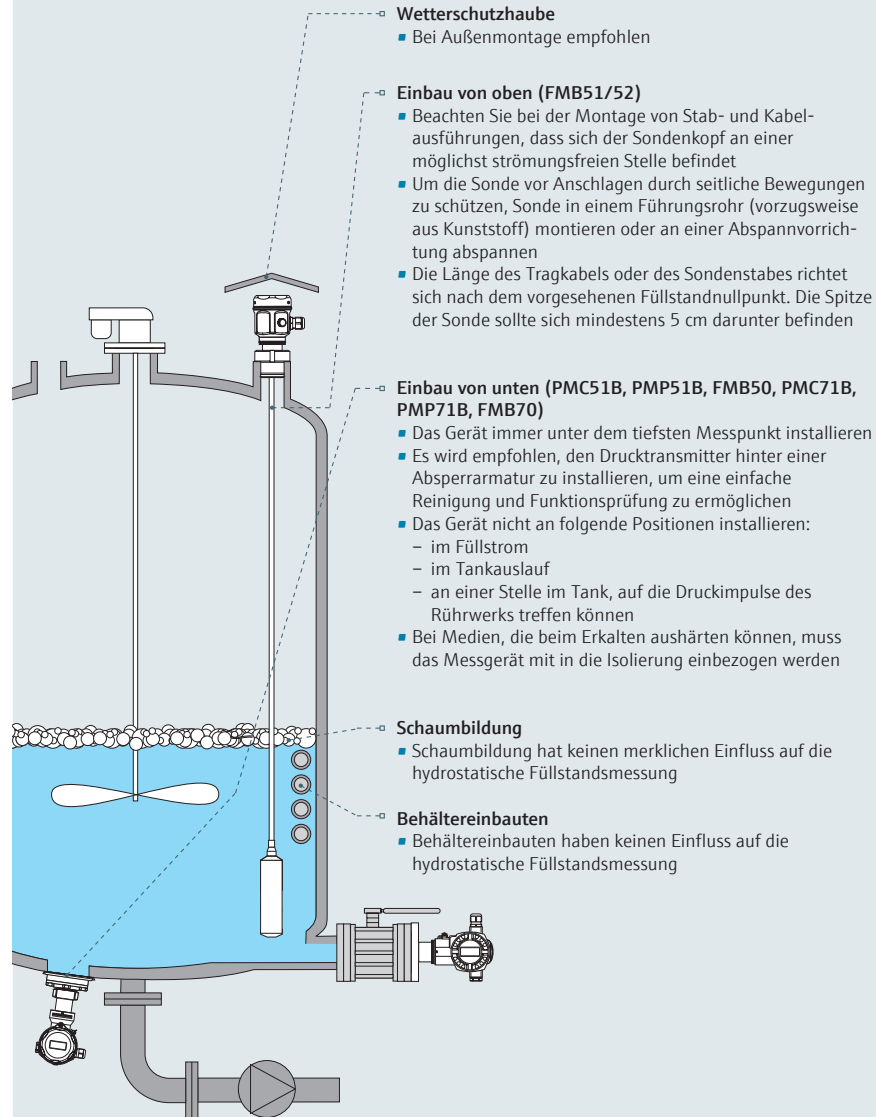 Wetterschutzhaube
▪ Bei Außenmontage empfohlen
Einbau von oben (FMB51/52)
▪ Beachten Sie bei der Montage von Stab- und Kabel-
ausführungen, dass sich der Sondenkopf an einer
möglichst strömungsfreien Stelle befindet
▪ Um die Sonde vor Anschlagen durch seitliche Bewegungen
zu schützen, Sonde in einem Führungsrohr (vorzugsweise
aus Kunststoff) montieren oder an einer Abspannvorrich-
tung abspannen
▪ Die Länge des Tragkabels oder des Sondenstabes richtet
sich nach dem vorgesehenen Füllstandnullpunkt. Die Spitze
der Sonde sollte sich mindestens 5 cm darunter befinden
Einbau von unten (PMC51B, PMP51B, FMB50, PMC71B,
PMP71B, FMB70)
▪ Das Gerät immer unter dem tiefsten Messpunkt installieren
▪ Es wird empfohlen, den Drucktransmitter hinter einer
Absperrarmatur zu installieren, um eine einfache
Reinigung und Funktionsprüfung zu ermöglichen
▪ Das Gerät nicht an folgende Positionen installieren:
– im Füllstrom
– im Tankauslauf
– an einer Stelle im Tank, auf die Druckimpulse des
Rührwerks treffen können
▪ Bei Medien, die beim Erkalten aushärten können, muss
das Messgerät mit in die Isolierung einbezogen werden
Schaumbildung
▪ Schaumbildung hat keinen merklichen Einfluss auf die
hydrostatische Füllstandsmessung
Behältereinbauten
▪ Behältereinbauten haben keinen Einfluss auf die
hydrostatische Füllstandsmessung